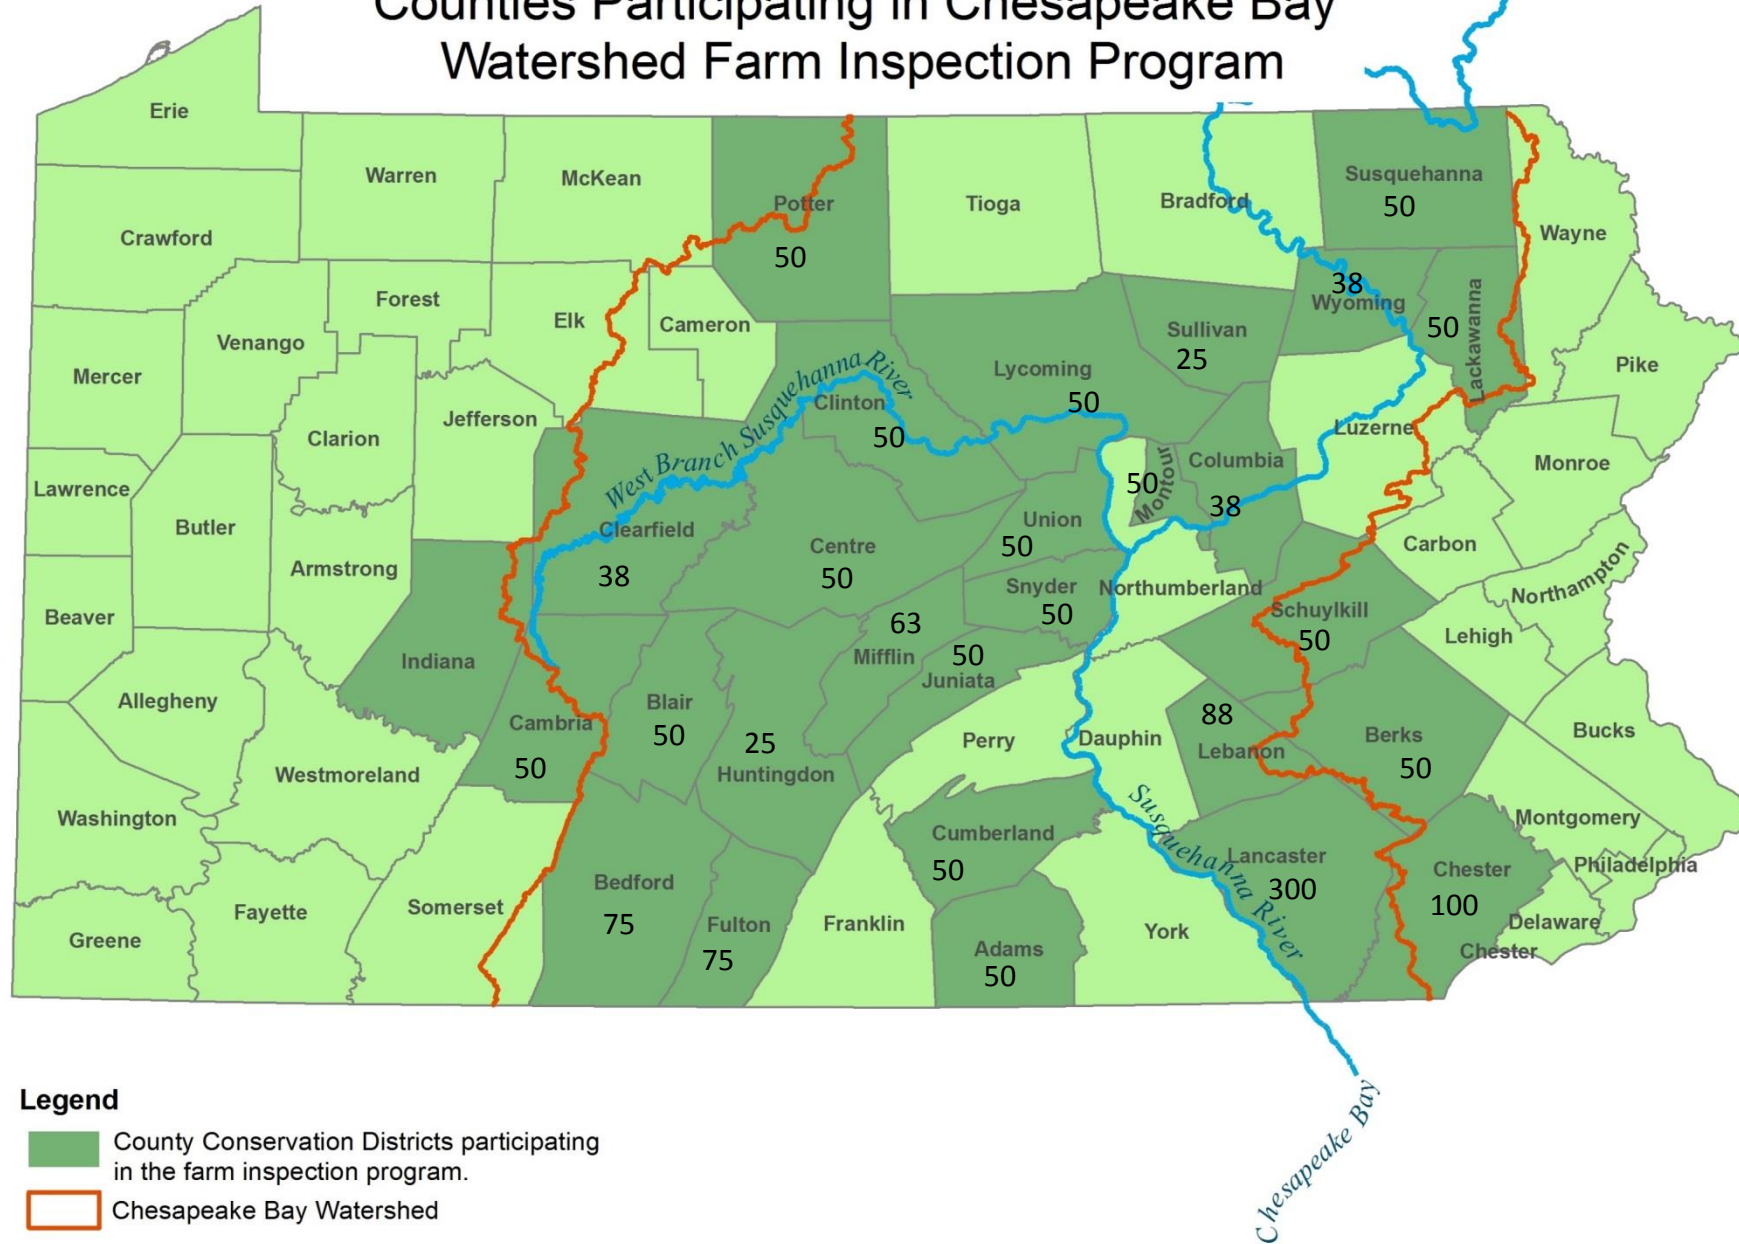 Counties Participating in Chesapeake Bay
Watershed Farm Inspection Program
Erie
Warren
McKean
Potter
50
Tioga
Bradford
Susquehanna
50
Wayne
Crawford
Forest
Elk
Cameron
Venango
Mercer
Sullivan
25
38
Wyoming
50
Lackawanna
Pike
Lycoming
50
Jefferson
Clarion
West Branch Susquehanna River
Clinton
50
Luzerne
Monroe
Lawrence
Butler
Clearfield
38
Centre
50
Union
50
50
Montour
Columbia
38
Carbon
Northampton
Armstrong
Beaver
Snyder
50
Northumberland
Schuylkill
50
Lehigh
Indiana
63
Mifflin
50
Juniata
Allegheny
Cambria
50
Blair
50
25
Huntingdon
Perry
Dauphin
88
Lebanon
Berks
50
Bucks
Westmoreland
Washington
Cumberland
50
Susquehanna River
Lancaster
300
Montgomery
Philadelphia
Chester
100
Delaware
Chester
Bedford
75
Fulton
75
Franklin
Adams
50
York
Somerset
Fayette
Greene
Chesapeake Bay
Legend
County Conservation Districts participating
in the farm inspection program.
Chesapeake Bay Watershed